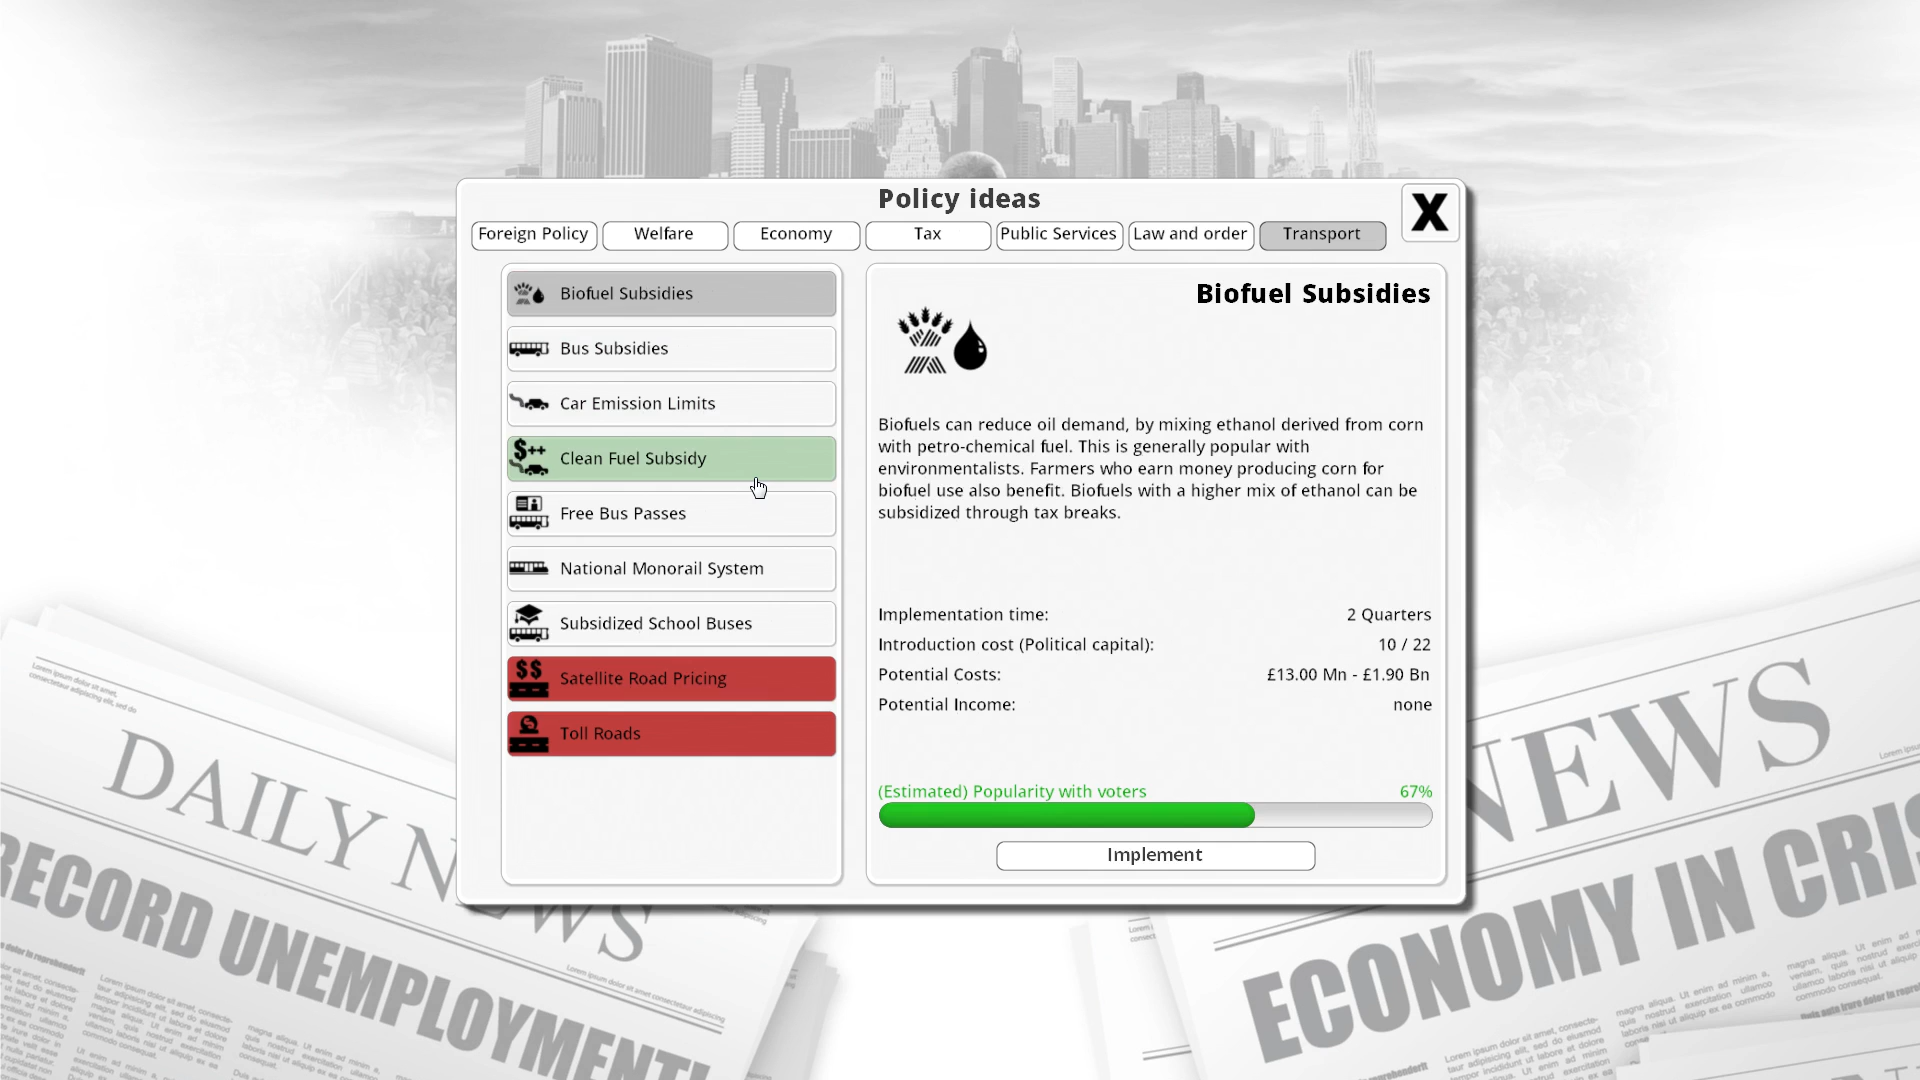 Policy ideas
X
Foreign Policy
Welfare
Economy
Tax
Public Services
Law and order
Transport
Biofuel Subsidies
Bus Subsidies
Car Emission Limits
$++
Clean Fuel Subsidy
Free Bus Passes
National Monorail System
Subsidized School Buses
$$
Satellite Road Pricing
Toll Roads
Biofuel Subsidies
Biofuels can reduce oil demand, by mixing ethanol derived from corn
with petro-chemical fuel. This is generally popular with
environmentalists. Farmers who earn money producing corn for
biofuel use also benefit. Biofuels with a higher mix of ethanol can be
subsidized through tax breaks.
Implementation time: 2 Quarters
Introduction cost (Political capital): 10 / 22
Potential Costs: £13.00 Mn - £1.90 Bn
Potential Income: none
(Estimated) Popularity with voters 67%
Implement
DAILY NEWS
RECORD UNEMPLOYMENT!
NEWS
ECONOMY IN CRIS